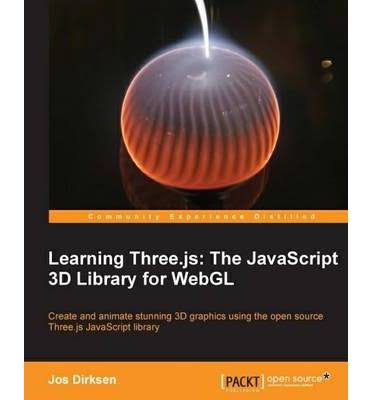 Community Experience Distilled
Learning Three.js: The JavaScript
3D Library for WebGL
Create and animate stunning 3D graphics using the open source
Three.js JavaScript library
Jos Dirksen
[PACKT] open source*
PUBLISHING